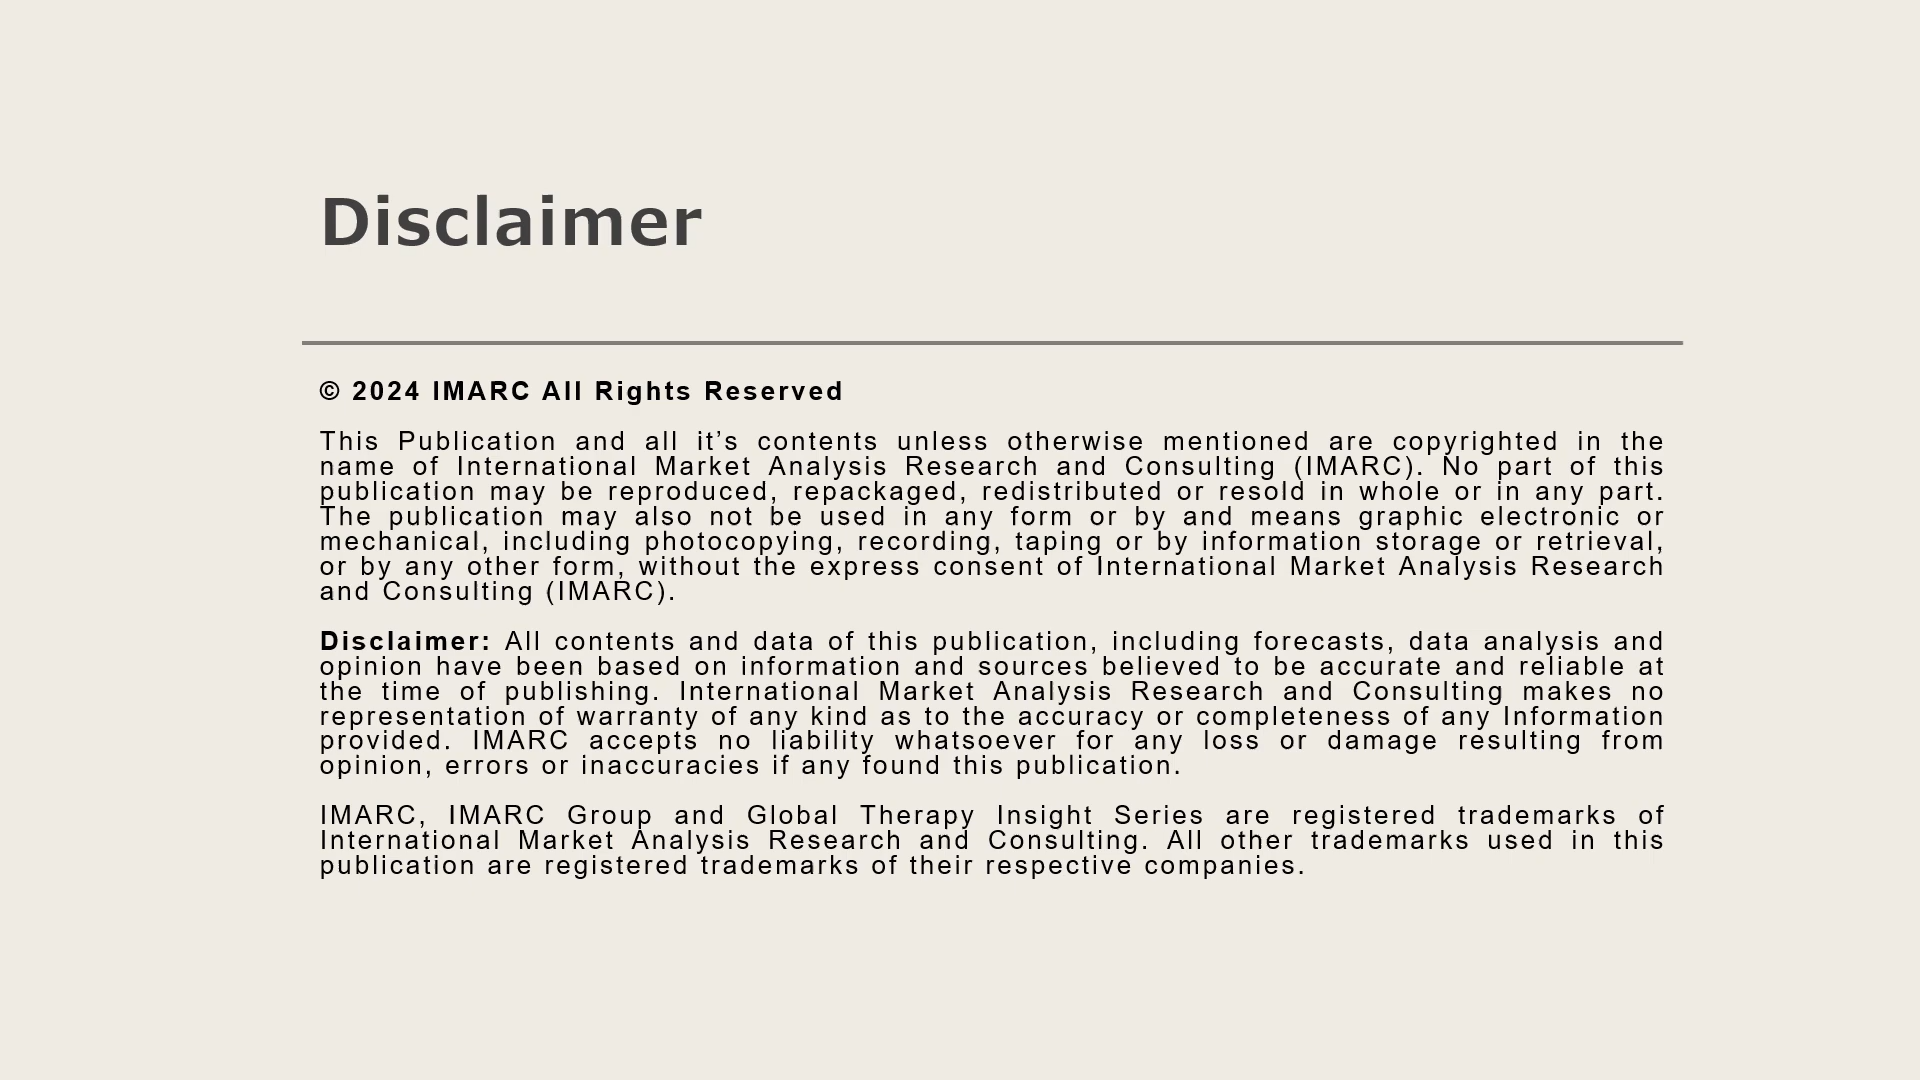 Disclaimer
© 2024 IMARC All Rights Reserved
This Publication and all it’s contents unless otherwise mentioned are copyrighted in the
name of International Market Analysis Research and Consulting (IMARC). No part of this
publication may be reproduced, repackaged, redistributed or resold in whole or in any part.
The publication may also not be used in any form or by and means graphic electronic or
mechanical, including photocopying, recording, taping or by information storage or retrieval,
or by any other form, without the express consent of International Market Analysis Research
and Consulting (IMARC).
Disclaimer: All contents and data of this publication, including forecasts, data analysis and
opinion have been based on information and sources believed to be accurate and reliable at
the time of publishing. International Market Analysis Research and Consulting makes no
representation of warranty of any kind as to the accuracy or completeness of any Information
provided. IMARC accepts no liability whatsoever for any loss or damage resulting from
opinion, errors or inaccuracies if any found this publication.
IMARC, IMARC Group and Global Therapy Insight Series are registered trademarks of
International Market Analysis Research and Consulting. All other trademarks used in this
publication are registered trademarks of their respective companies.